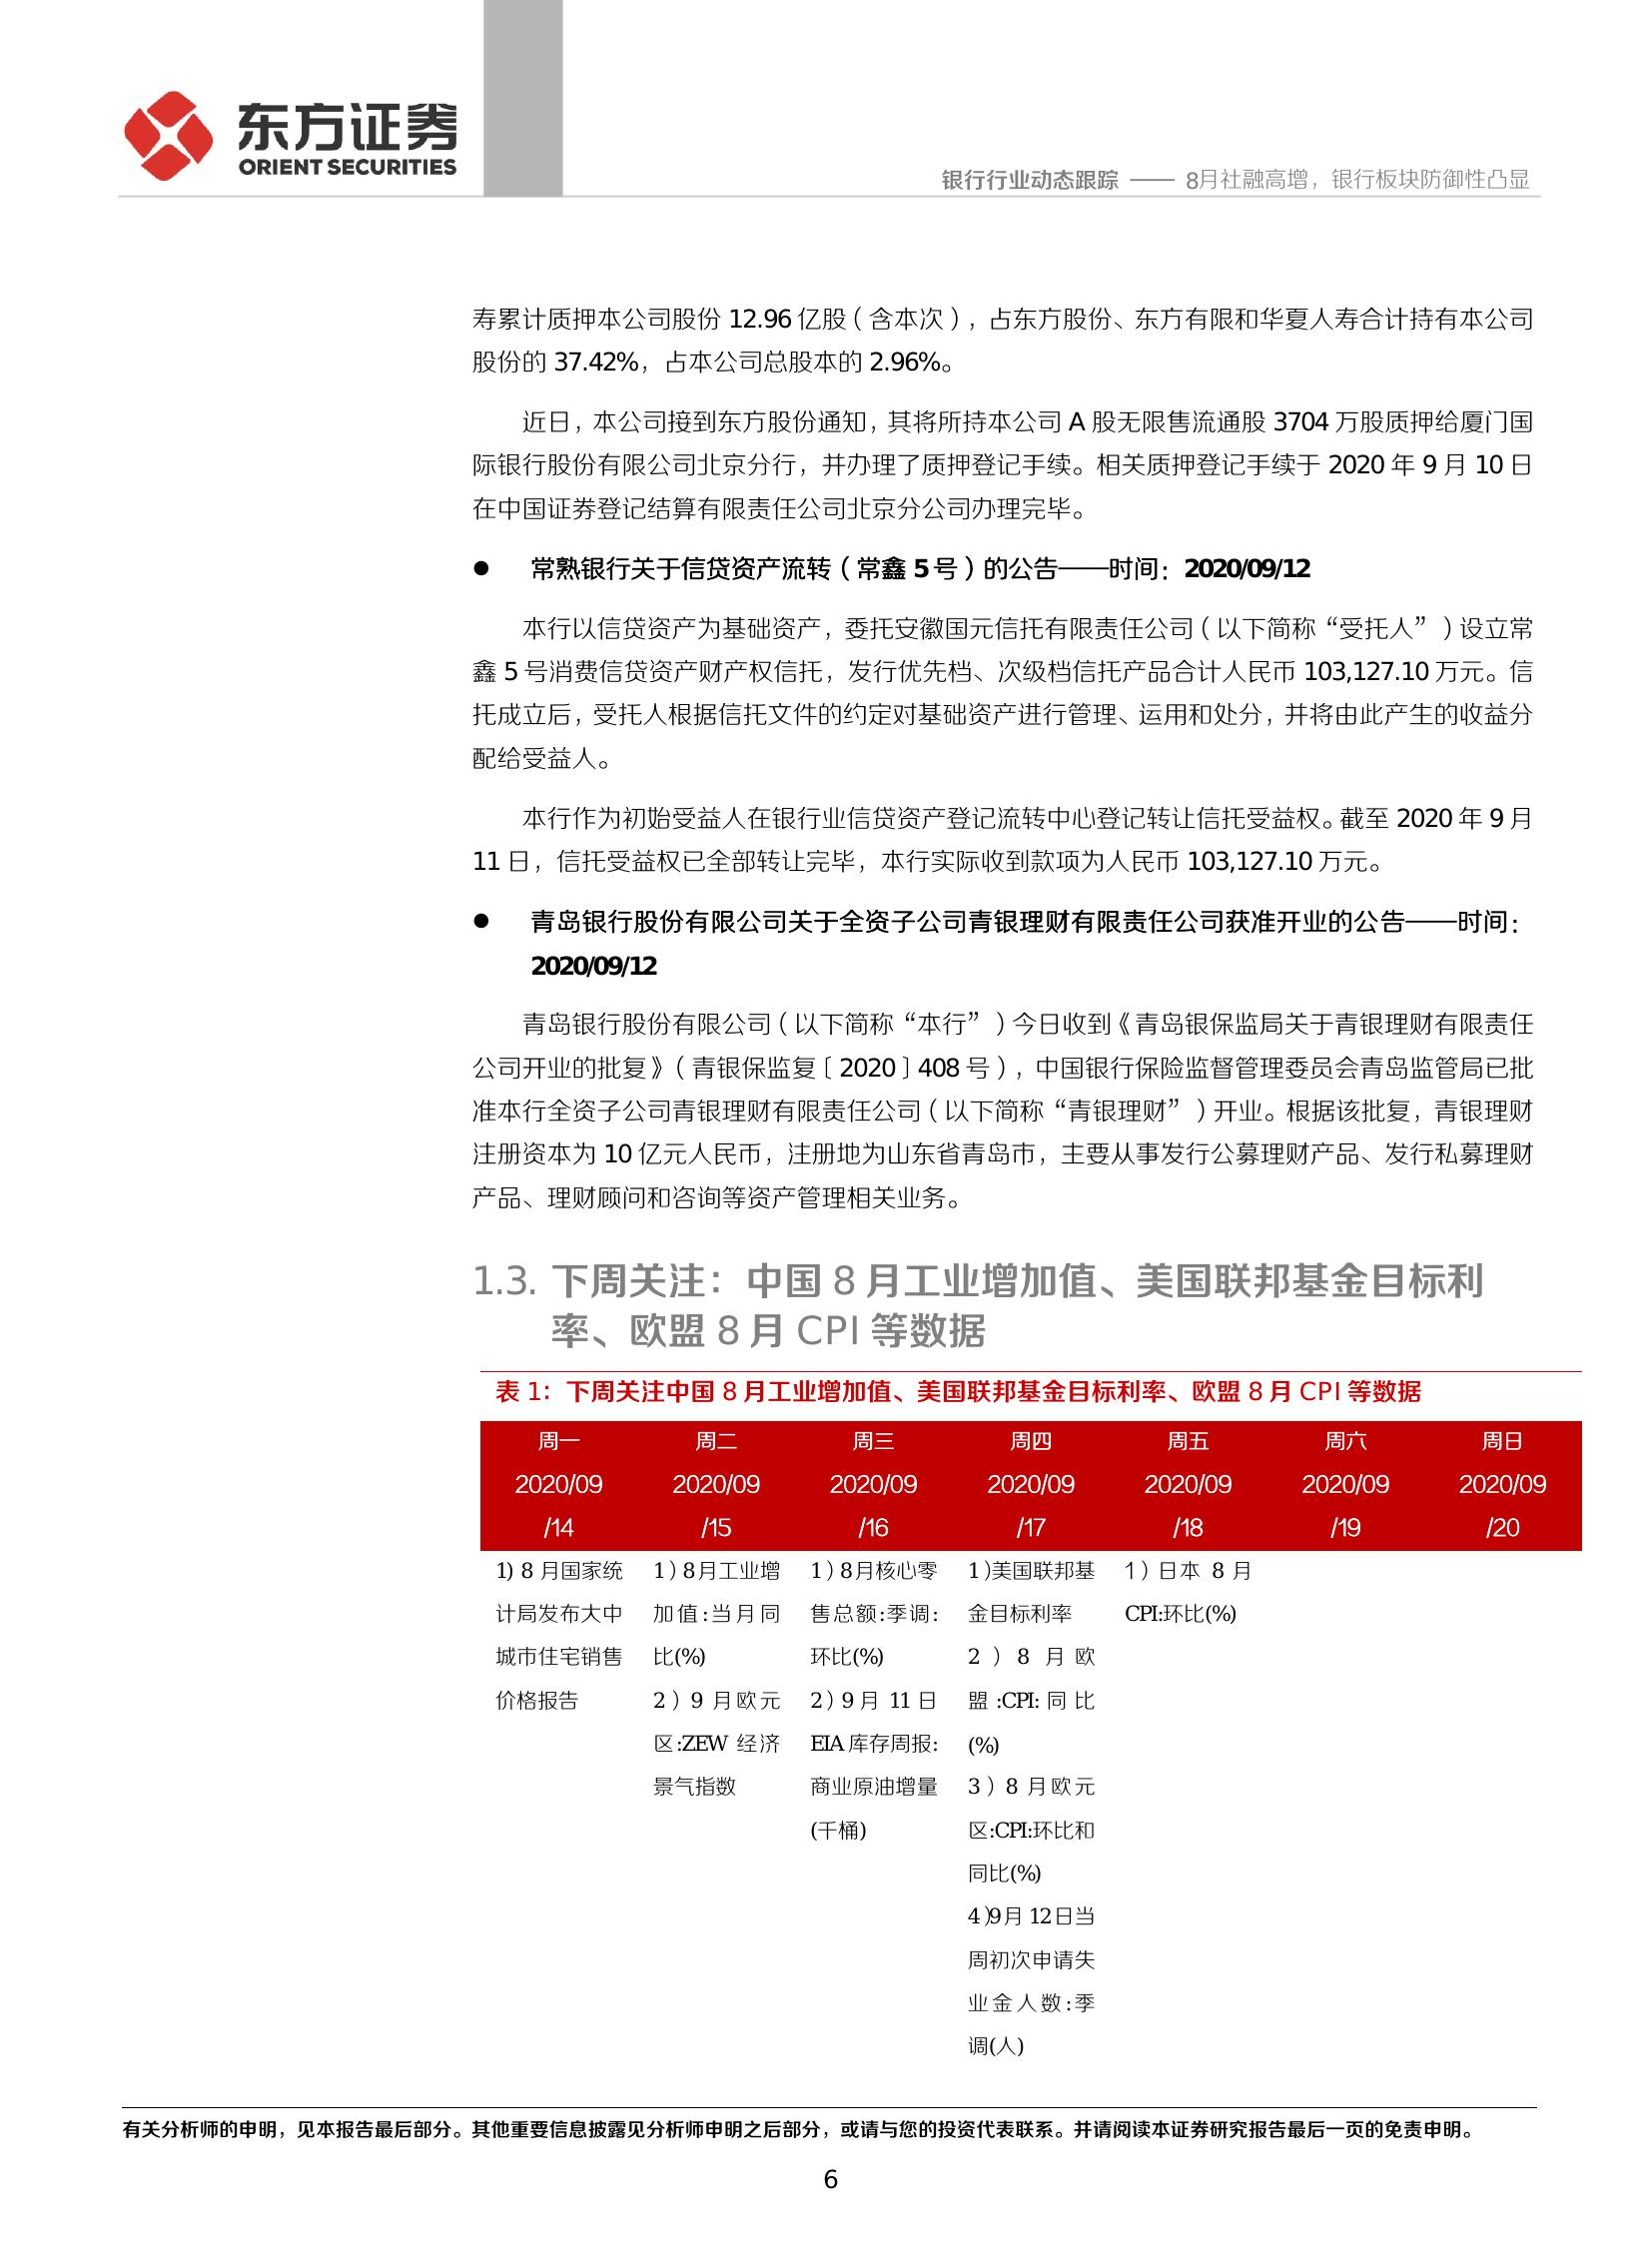 东方证券
ORIENT SECURITIES
银行行业动态跟踪 —— 8月社融高增，银行板块防御性凸显
寿累计质押本公司股份 12.96 亿股（含本次），占东方股份、东方有限和华夏人寿合计持有本公司
股份的 37.42%，占本公司总股本的 2.96%。
近日，本公司接到东方股份通知，其将所持本公司 A 股无限售流通股 3704 万股质押给厦门国
际银行股份有限公司北京分行，并办理了质押登记手续。相关质押登记手续于 2020 年 9 月 10 日
在中国证券登记结算有限责任公司北京分公司办理完毕。
● 常熟银行关于信贷资产流转（常鑫 5 号）的公告——时间：2020/09/12
本行以信贷资产为基础资产，委托安徽国元信托有限责任公司（以下简称“受托人”）设立常
鑫 5 号消费信贷资产财产权信托，发行优先档、次级档信托产品合计人民币 103,127.10 万元。信
托成立后，受托人根据信托文件的约定对基础资产进行管理、运用和处分，并将由此产生的收益分
配给受益人。
本行作为初始受益人在银行业信贷资产登记流转中心登记转让信托受益权。截至 2020 年 9 月
11 日，信托受益权已全部转让完毕，本行实际收到款项为人民币 103,127.10 万元。
● 青岛银行股份有限公司关于全资子公司青银理财有限责任公司获准开业的公告——时间：
2020/09/12
青岛银行股份有限公司（以下简称“本行”）今日收到《青岛银保监局关于青银理财有限责任
公司开业的批复》（青银保监复〔2020〕408 号），中国银行保险监督管理委员会青岛监管局已批
准本行全资子公司青银理财有限责任公司（以下简称“青银理财”）开业。根据该批复，青银理财
注册资本为 10 亿元人民币，注册地为山东省青岛市，主要从事发行公募理财产品、发行私募理财
产品、理财顾问和咨询等资产管理相关业务。
1.3. 下周关注：中国 8 月工业增加值、美国联邦基金目标利
率、欧盟 8 月 CPI 等数据
表 1：下周关注中国 8 月工业增加值、美国联邦基金目标利率、欧盟 8 月 CPI 等数据
周一 周二 周三 周四 周五 周六 周日
2020/09 2020/09 2020/09 2020/09 2020/09 2020/09 2020/09
/14 /15 /16 /17 /18 /19 /20
1) 8 月国家统
计局发布大中
城市住宅销售
价格报告
1）8月工业增
加值:当月同
比(%)
2）9 月欧元
区:ZEW 经济
景气指数
1）8月核心零
售总额:季调:
环比(%)
2）9 月 11 日
EIA 库存周报:
商业原油增量
(千桶)
1)美国联邦基
金目标利率
2）8 月欧
盟:CPI:同比
(%)
3）8 月欧元
区:CPI:环比和
同比(%)
4)9月12日当
周初次申请失
业金人数:季
调(人)
1）日本 8 月
CPI:环比(%)
有关分析师的申明，见本报告最后部分。其他重要信息披露见分析师申明之后部分，或请与您的投资代表联系。并请阅读本证券研究报告最后一页的免责申明。
6